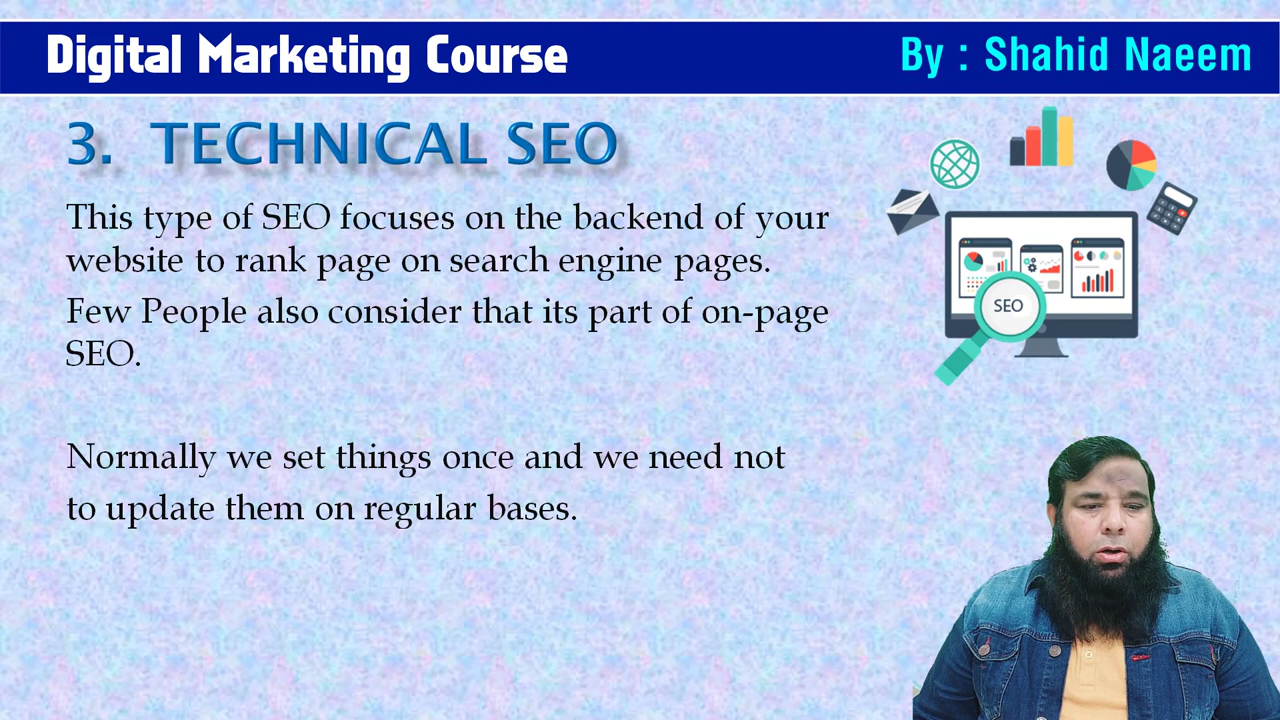 Digital Marketing Course
By : Shahid Naeem
3. TECHNICAL SEO
This type of SEO focuses on the backend of your
website to rank page on search engine pages.
Few People also consider that its part of on-page
SEO.
Normally we set things once and we need not
to update them on regular bases.
SEO